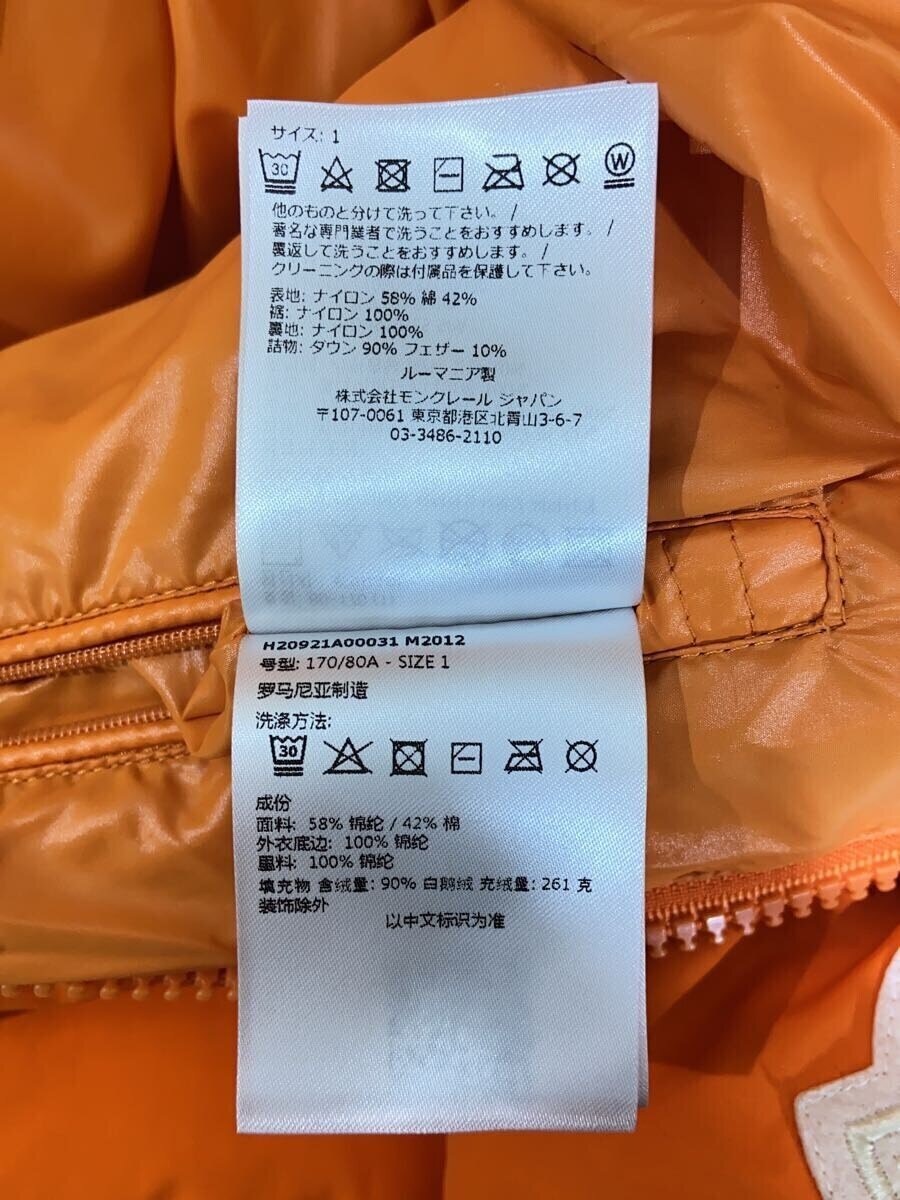 サイズ: 1
30
W
他のものと分けて洗って下さい。/
著名な専門業者で洗うことをおすすめします。/
覆返して洗うことをおすすめします。/
クリーニングの際は付属品を保護して下さい。
表地: ナイロン 58% 綿 42%
裾: ナイロン 100%
裏地: ナイロン 100%
詰物: ダウン 90% フェザー 10%
ルーマニア製
株式会社モンクレール ジャパン
〒107-0061 東京都港区北青山3-6-7
03-3486-2110
H20921A00031 M2012
号型: 170/80A - SIZE 1
罗马尼亚制造
洗涤方法:
30
成份
面料: 58% 锦纶 / 42% 棉
外衣底边: 100% 锦纶
里料: 100% 锦纶
填充物 含绒量: 90% 白鹅绒 充绒量: 261 克
装饰除外
以中文标识为准